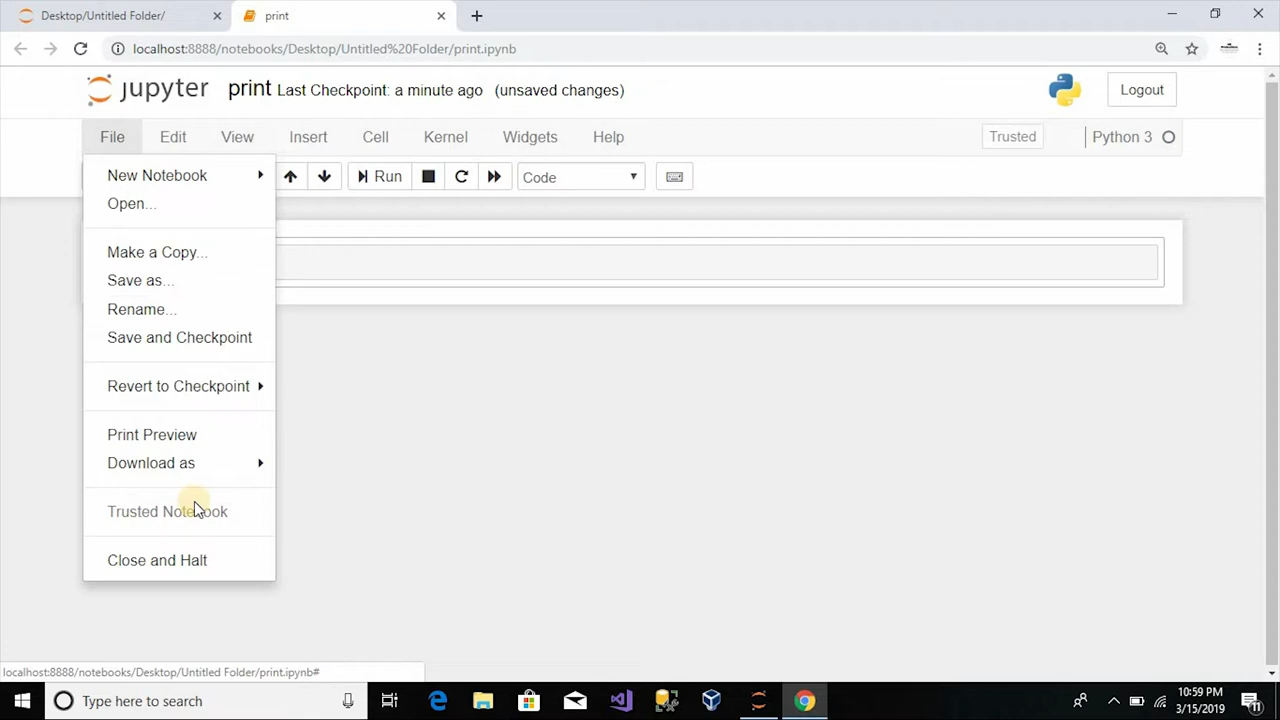 Desktop/Untitled Folder/
print
localhost:8888/notebooks/Desktop/Untitled%20Folder/print.ipynb
jupyter print Last Checkpoint: a minute ago (unsaved changes)
Logout
File Edit View Insert Cell Kernel Widgets Help
Trusted
Python 3
Run
Code
New Notebook
Open...
Make a Copy...
Save as...
Rename...
Save and Checkpoint
Revert to Checkpoint
Print Preview
Download as
Trusted Notebook
Close and Halt
localhost:8888/notebooks/Desktop/Untitled Folder/print.ipynb#
Type here to search
10:59 PM
3/15/2019
11